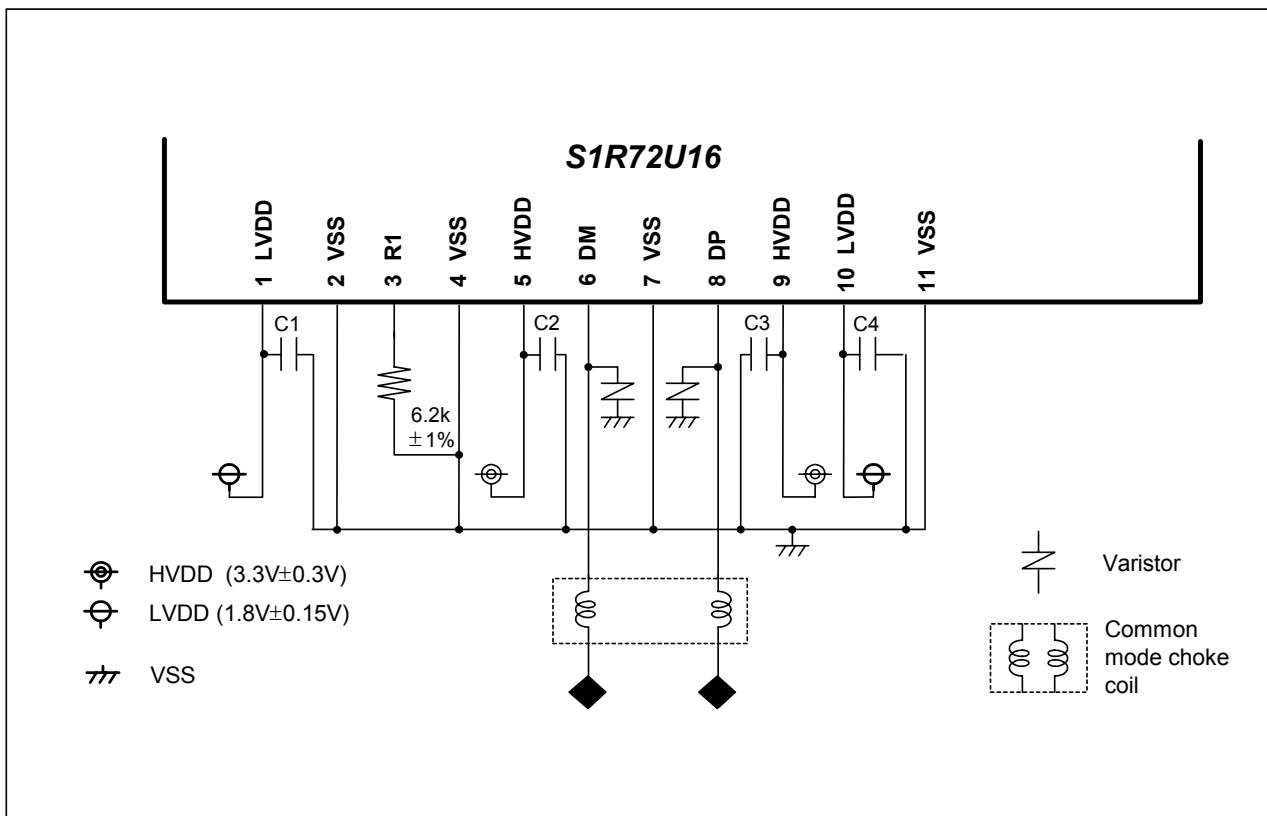 S1R72U16
1 LVDD
2 VSS
3 R1
4 VSS
5 HVDD
6 DM
7 VSS
8 DP
9 HVDD
10 LVDD
11 VSS
C1
C2
C3
C4
6.2k
±1%
HVDD (3.3V±0.3V)
LVDD (1.8V±0.15V)
VSS
Varistor
Common
mode choke
coil